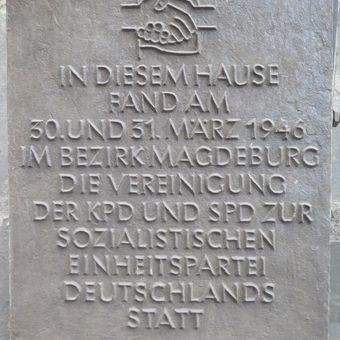 IN DIESEM HAUSE
FAND AM
30. UND 31. MÄRZ 1946
IM BEZIRK MAGDEBURG
DIE VEREINIGUNG
DER KPD UND SPD ZUR
SOZIALISTISCHEN
EINHEITSPARTEI
DEUTSCHLANDS
STATT